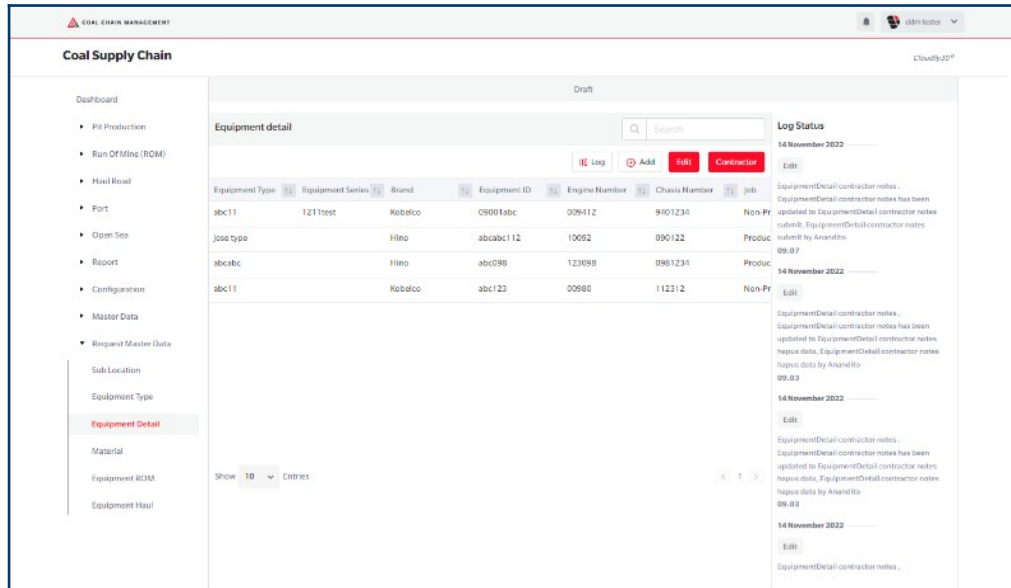 COAL CHAIN MANAGEMENT
ddm tester
Coal Supply Chain
Dashboard
Pit Production
Run Of Mine (ROM)
Haul Road
Port
Open Sea
Report
Configuration
Master Data
Request Master Data
Sub Location
Equipment Type
Equipment Detail
Material
Equipment ROM
Equipment Haul
Draft
Equipment detail
Search
Log Add Edit Contractor
Equipment Type Equipment Series Brand Equipment ID Engine Number Chasis Number Job
abc11 1211test Kobelco 09001abc 009412 9401234 Non-Pr
jose type Hino abcabc112 10092 090122 Produc
abcabc Hino abc098 123098 0981234 Produc
abc11 Kobelco abc123 00980 112312 Non-Pr
Show 10 Entries
1
Log Status
14 November 2022
Edit
EquipmentDetail contractor notes ,
EquipmentDetail contractor notes has been
updated to EquipmentDetail contractor notes
submit, EquipmentDetail contractor notes
submit by Anandito
09.07
14 November 2022
Edit
EquipmentDetail contractor notes ,
EquipmentDetail contractor notes has been
updated to EquipmentDetail contractor notes
hapus data, EquipmentDetail contractor notes
hapus data by Anandito
09.03
14 November 2022
Edit
EquipmentDetail contractor notes ,
EquipmentDetail contractor notes has been
updated to EquipmentDetail contractor notes
hapus data, EquipmentDetail contractor notes
hapus data by Anandito
09.03
14 November 2022
Edit
EquipmentDetail contractor notes ,